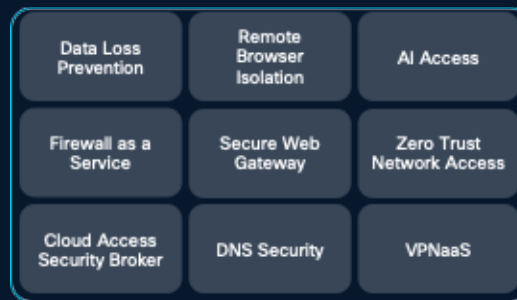 Data Loss
Prevention
Remote
Browser
Isolation
AI Access
Firewall as a
Service
Secure Web
Gateway
Zero Trust
Network Access
Cloud Access
Security Broker
DNS Security
VPNaaS